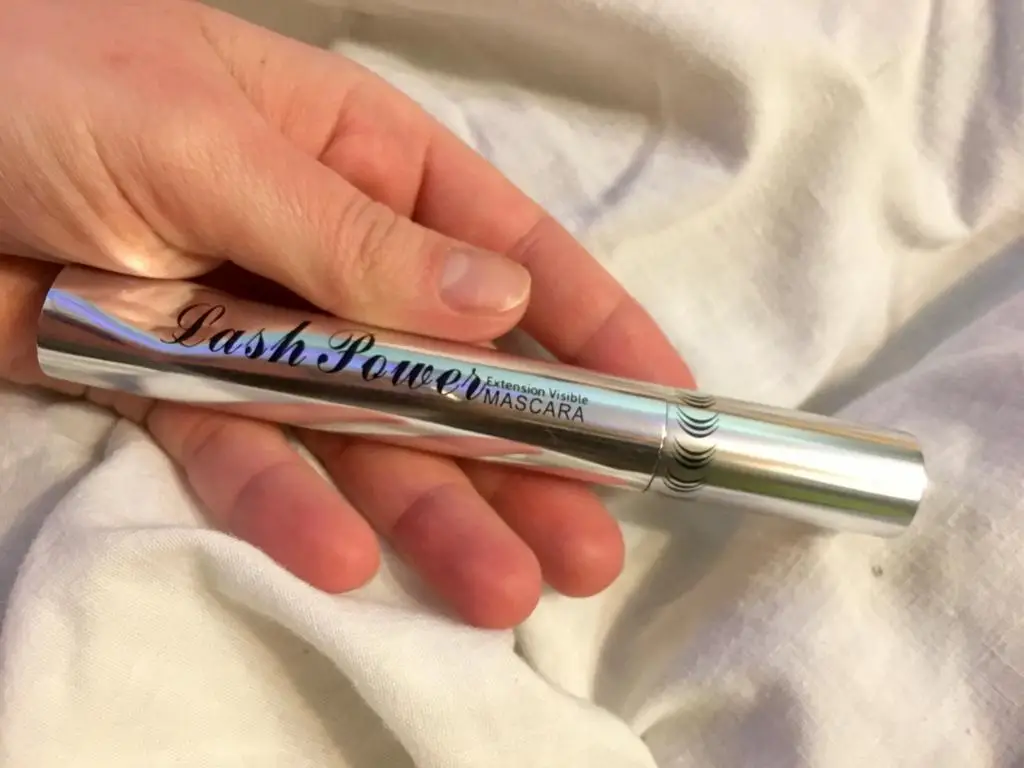 Lash Power
Extension Visible
MASCARA